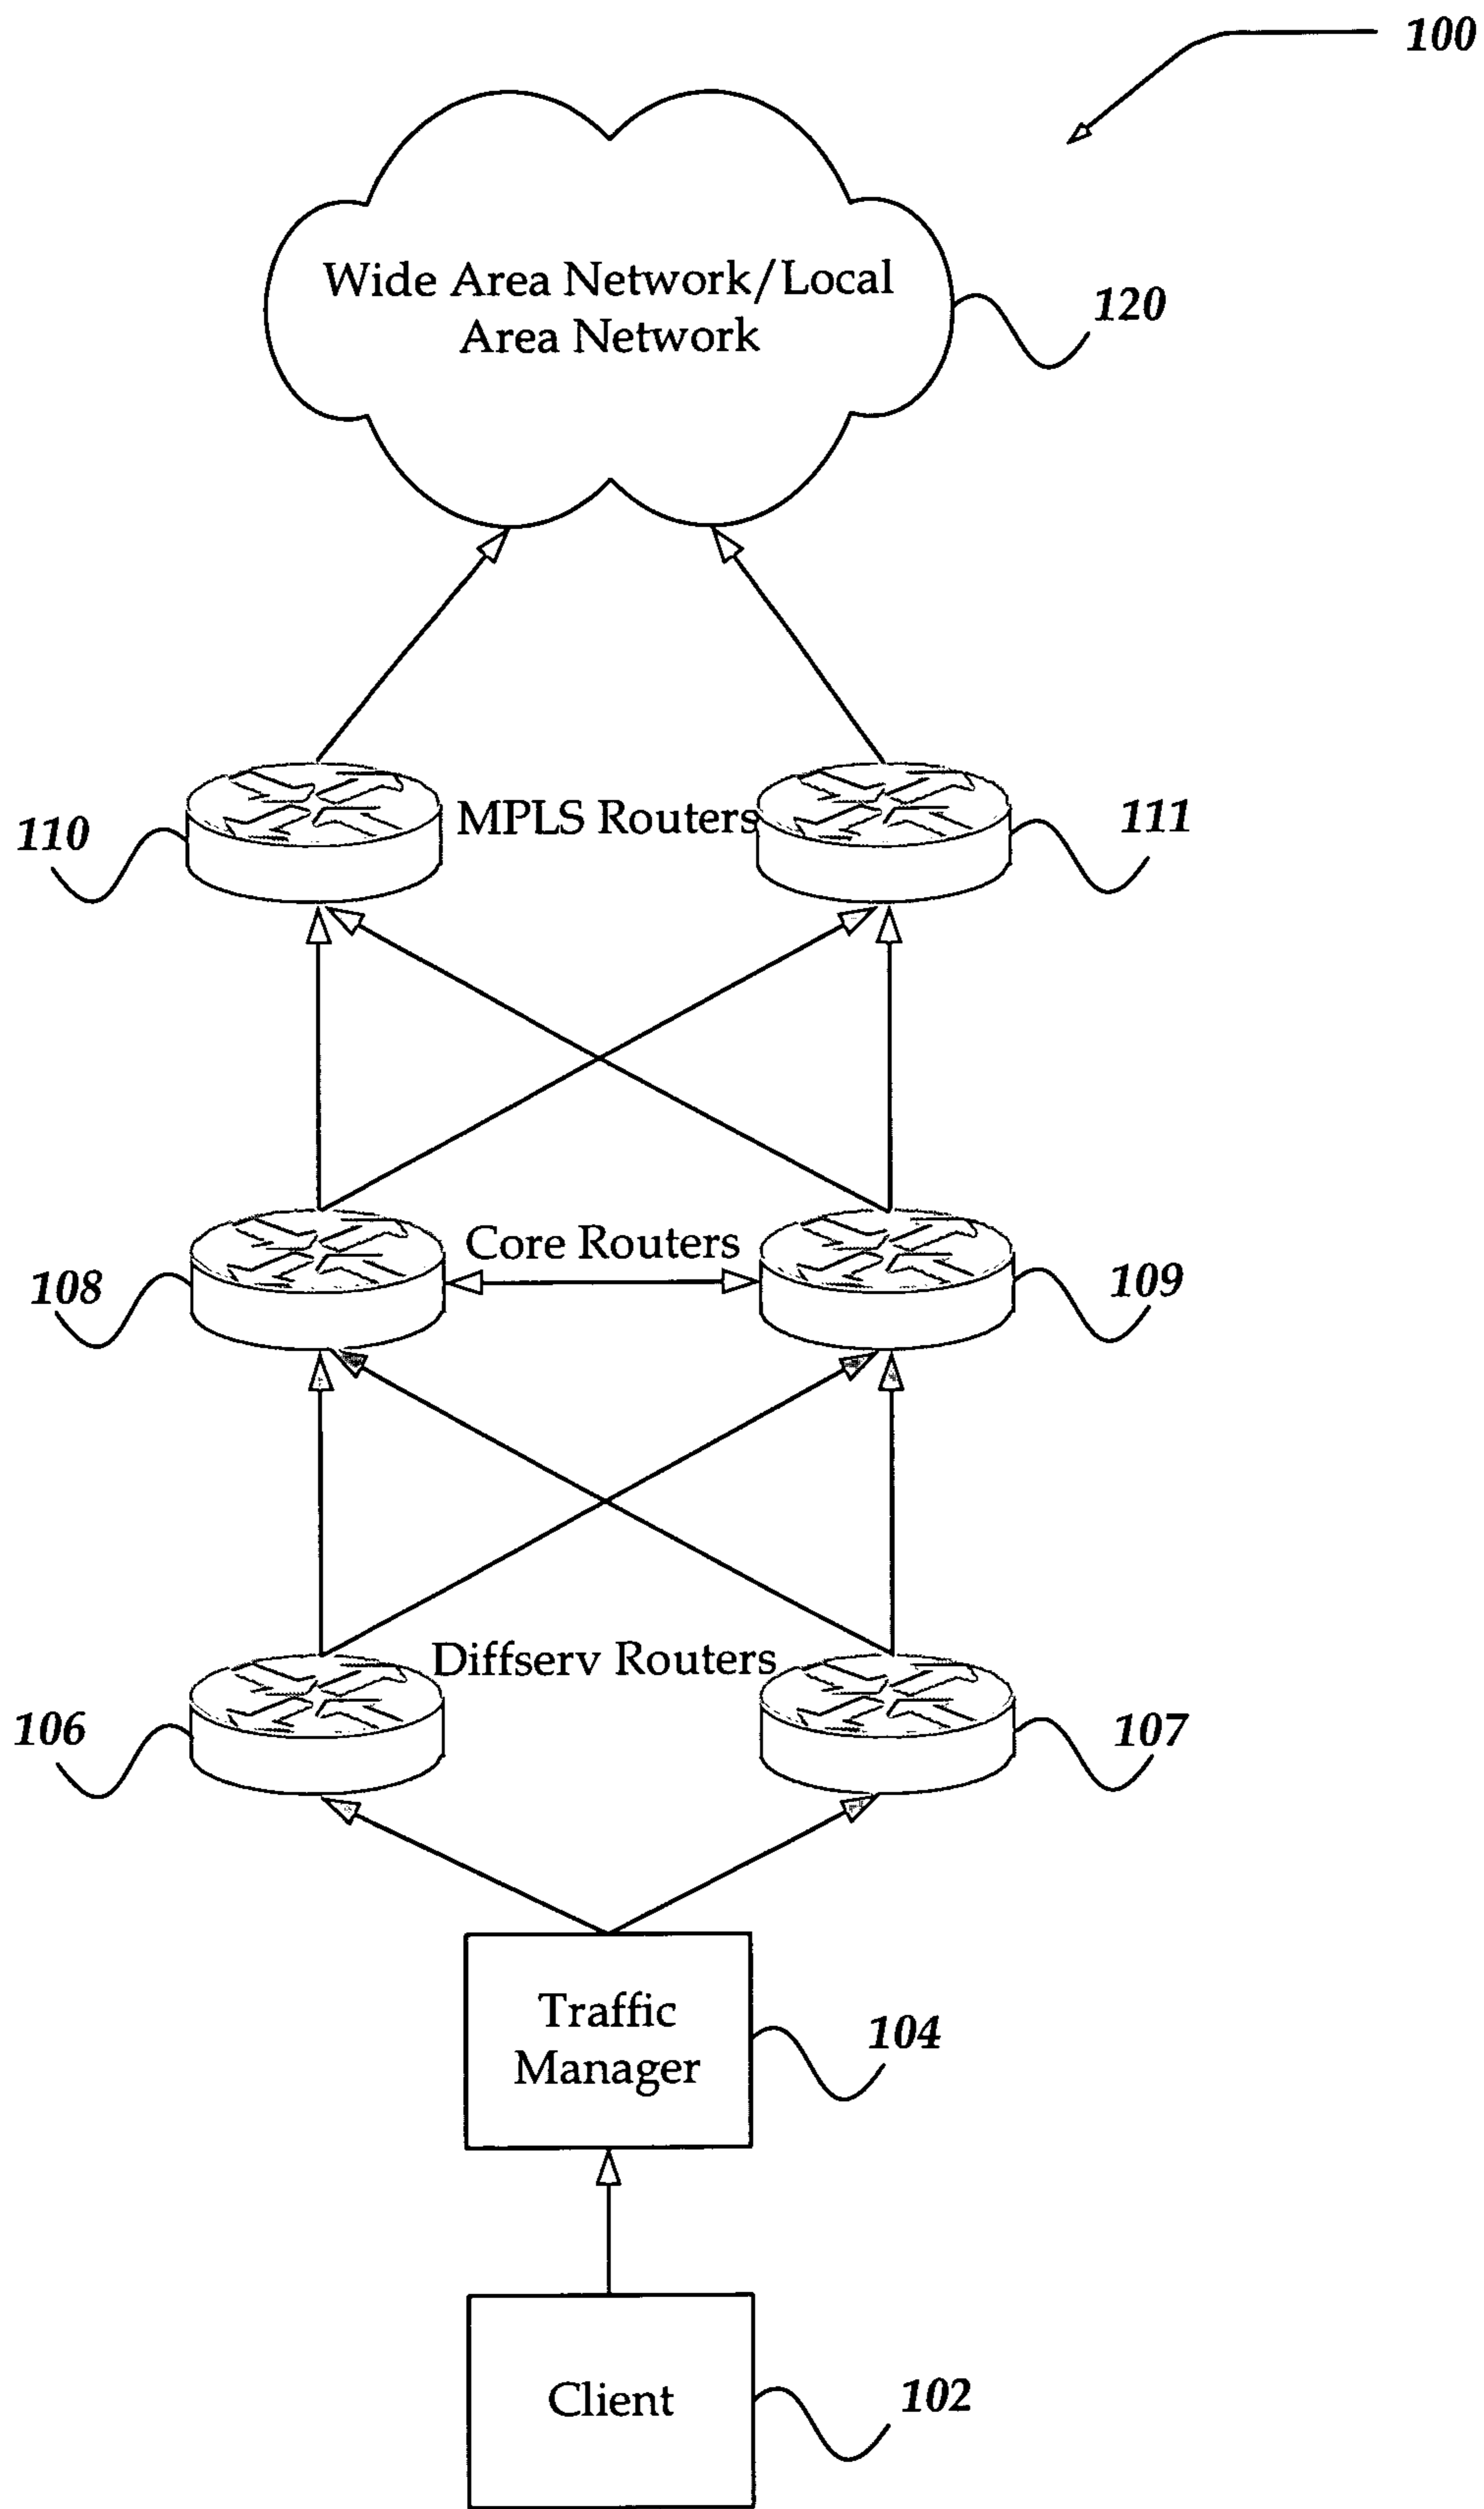 100
Wide Area Network/Local
Area Network
120
110
MPLS Routers
111
Core Routers
108
109
Diffserv Routers
106
107
Traffic
Manager
104
Client
102